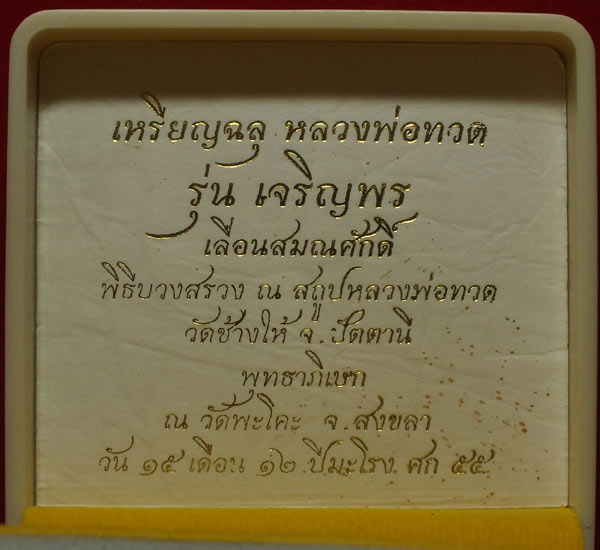 เหรียญฉลุ หลวงพ่อทวด
รุ่น เจริญพร
เลื่อนสมณศักดิ์
พิธีบวงสรวง ณ สถูปหลวงพ่อทวด
วัดช้างให้ จ.ปัตตานี
พุทธาภิเษก
ณ วัดพะโคะ จ.สงขลา
วัน ๑๕ เดือน ๑๒ ปีมะโรง ศก ๕๕